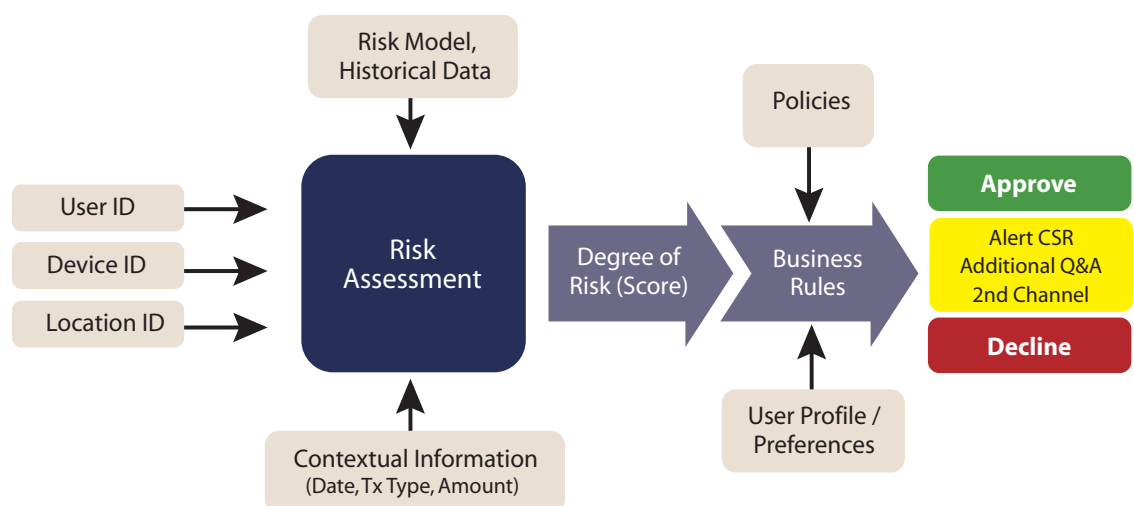 Risk Model,
Historical Data
Policies
User ID
Device ID
Location ID
Risk
Assessment
Degree of
Risk (Score)
Business
Rules
Approve
Alert CSR
Additional Q&A
2nd Channel
Decline
Contextual Information
(Date, Tx Type, Amount)
User Profile /
Preferences